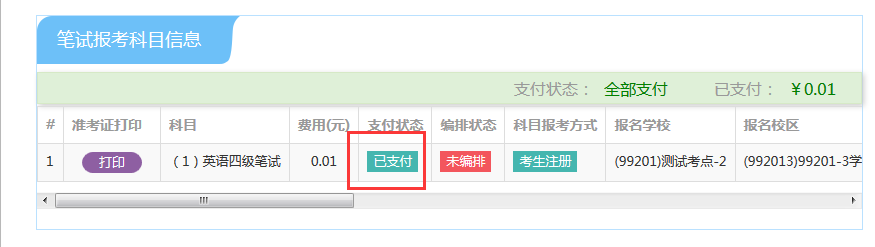 笔试报考科目信息
支付状态： 全部支付 已支付： ￥0.01
# 准考证打印 科目 费用(元) 支付状态 编排状态 科目报考方式 报名学校 报名校区
1 打印 （1）英语四级笔试 0.01 已支付 未编排 考生注册 (99201)测试考点-2 (992013)99201-3学